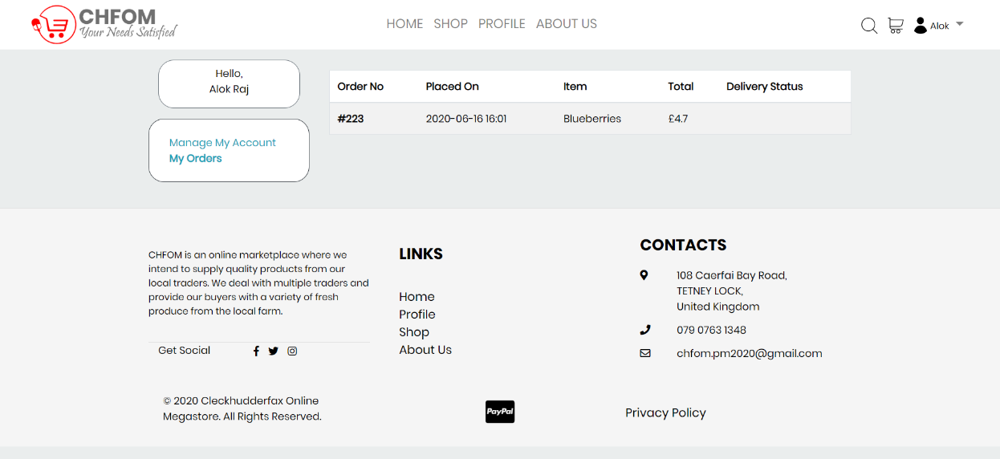 CHFOM
Your Needs Satisfied
HOME SHOP PROFILE ABOUT US
Alok
Hello,
Alok Raj
Manage My Account
My Orders
Order No Placed On Item Total Delivery Status
#223 2020-06-16 16:01 Blueberries £4.7
CHFOM is an online marketplace where we
intend to supply quality products from our
local traders. We deal with multiple traders and
provide our buyers with a variety of fresh
produce from the local farm.
Get Social
LINKS
Home
Profile
Shop
About Us
CONTACTS
108 Caerfai Bay Road,
TETNEY LOCK,
United Kingdom
079 0763 1348
chfom.pm2020@gmail.com
© 2020 Cleckhudderfax Online
Megastore. All Rights Reserved.
PayPal
Privacy Policy